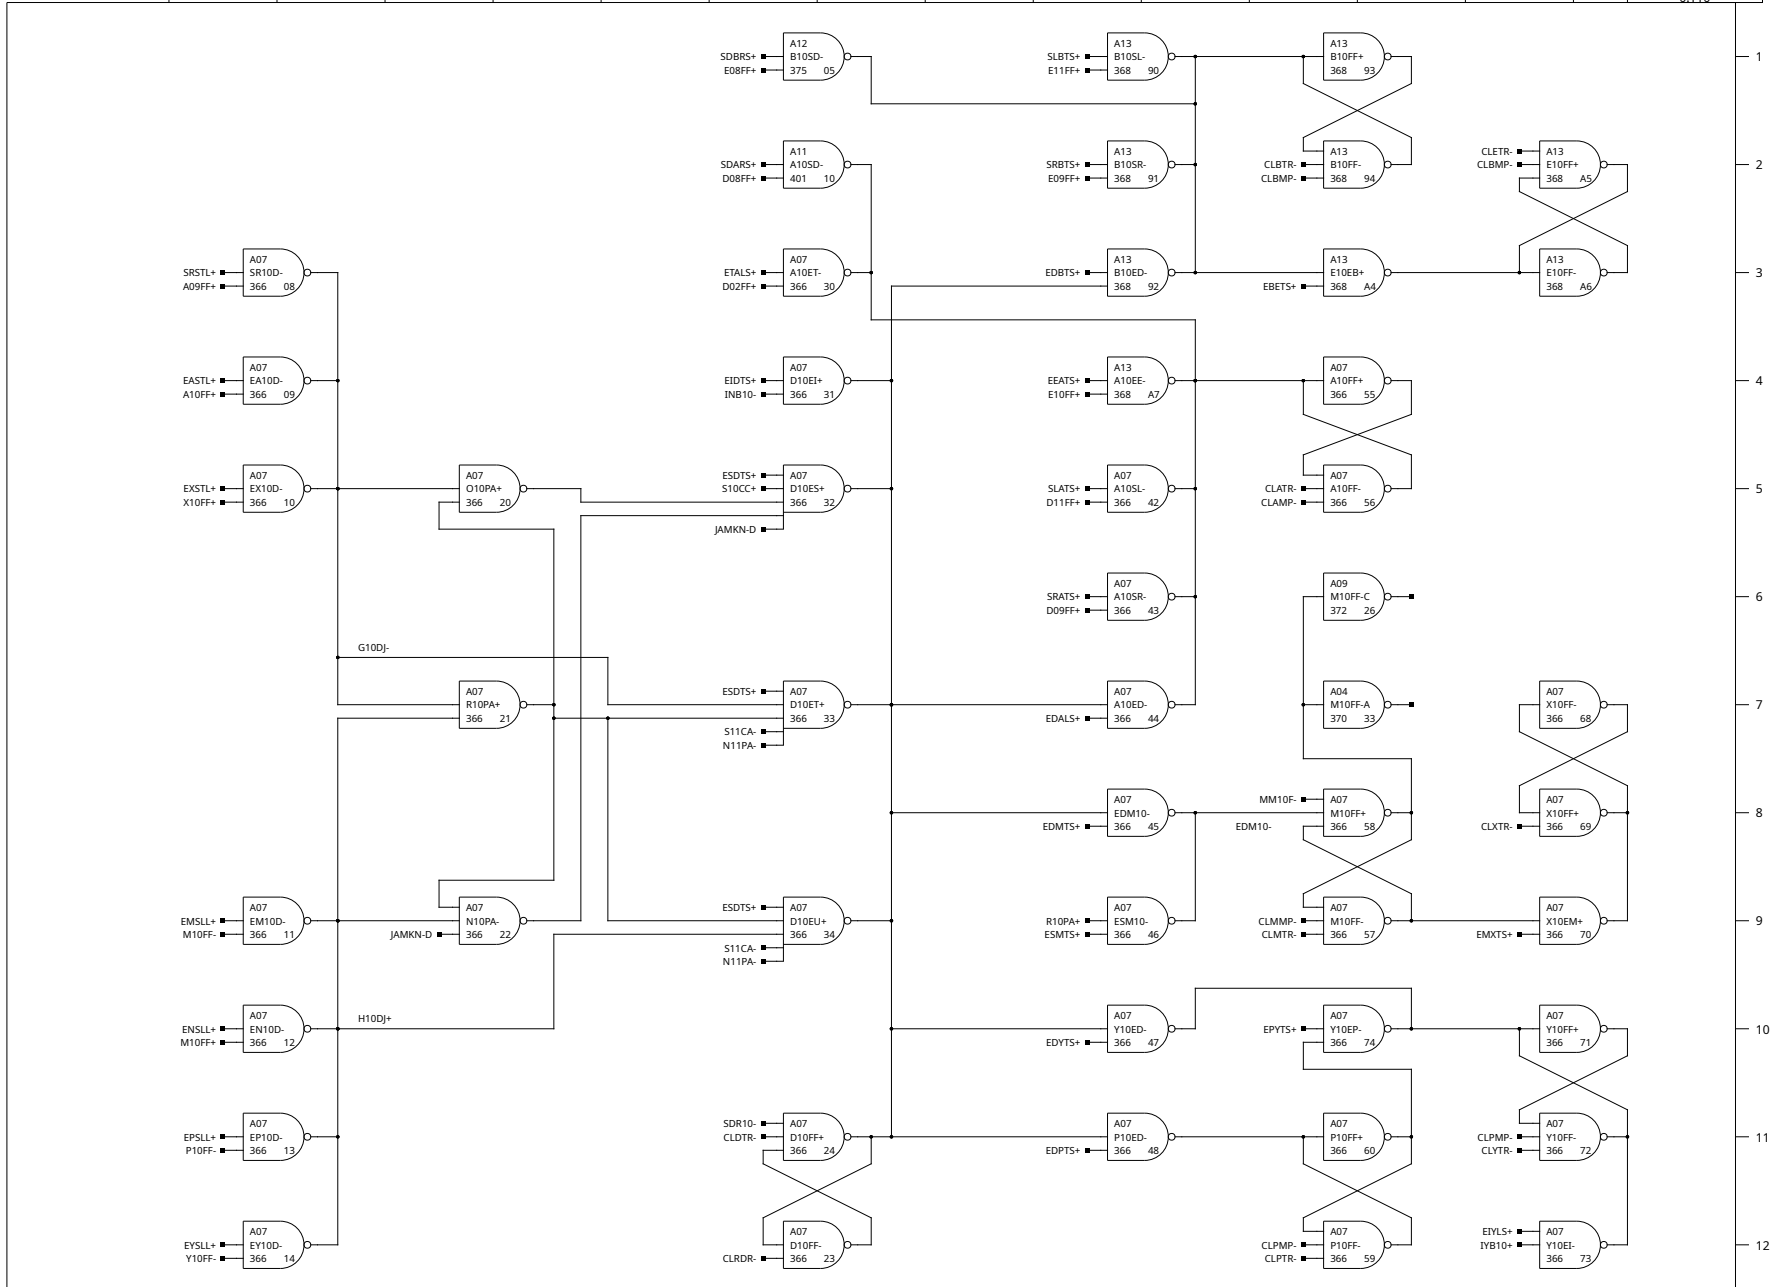 A12
SDBRS+ B10SD-
E08FF+ 375 05
A13
SLBTS+ B10SL-
E11FF+ 368 90
A13
B10FF+
368 93
1
A11
SDARS+ A10SD-
D08FF+ 401 10
A13
SRBTS+ B10SR-
E09FF+ 368 91
A13
CLBTR- B10FF-
CLBMP- 368 94
CLETR- A13
CLBMP- E10FF+
368 A5
2
A07
SRSTL+ SR10D-
A09FF+ 366 08
A07
ETALS+ A10ET-
D02FF+ 366 30
A13
EDBTS+ B10ED-
368 92
A13
E10EB+
EBETS+ 368 A4
A13
E10FF-
368 A6
3
A07
EASTL+ EA10D-
A10FF+ 366 09
A07
EIDTS+ D10EI+
INB10- 366 31
A13
EEATS+ A10EE-
E10FF+ 368 A7
A07
A10FF+
366 55
4
A07
EXSTL+ EX10D-
X10FF+ 366 10
A07
O10PA+
366 20
ESDTS+ A07
S10CC+ D10ES+
366 32
JAMKN-D
A07
SLATS+ A10SL-
D11FF+ 366 42
A07
CLATR- A10FF-
CLAMP- 366 56
5
A07
SRATS+ A10SR-
D09FF+ 366 43
A09
M10FF-C
372 26
6
G10DJ-
A07
R10PA+
366 21
ESDTS+ A07
D10ET+
366 33
S11CA-
N11PA-
A07
A10ED-
EDALS+ 366 44
A04
M10FF-A
370 33
A07
X10FF-
366 68
7
A07
EDM10-
EDMTS+ 366 45
EDM10-
MM10F- A07
M10FF+
366 58
A07
X10FF+
CLXTR- 366 69
8
A07
EMSLL+ EM10D-
M10FF- 366 11
A07
N10PA-
JAMKN-D 366 22
ESDTS+ A07
D10EU+
366 34
S11CA-
N11PA-
A07
R10PA+ ESM10-
ESMTS+ 366 46
A07
CLMMP- M10FF-
CLMTR- 366 57
A07
X10EM+
EMXTS+ 366 70
9
A07
ENSLL+ EN10D-
M10FF+ 366 12
H10DJ+
A07
Y10ED-
EDYTS+ 366 47
A07
EPYTS+ Y10EP-
366 74
A07
Y10FF+
366 71
10
A07
EPSLL+ EP10D-
P10FF- 366 13
SDR10- A07
CLDTR- D10FF+
366 24
A07
P10ED-
EDPTS+ 366 48
A07
P10FF+
366 60
A07
CLPMP- Y10FF-
CLYTR- 366 72
11
A07
EYSLL+ EY10D-
Y10FF- 366 14
A07
D10FF-
CLRDR- 366 23
A07
CLPMP- P10FF-
CLPTR- 366 59
EIYLS+ A07
IYB10+ Y10EI-
366 73
12